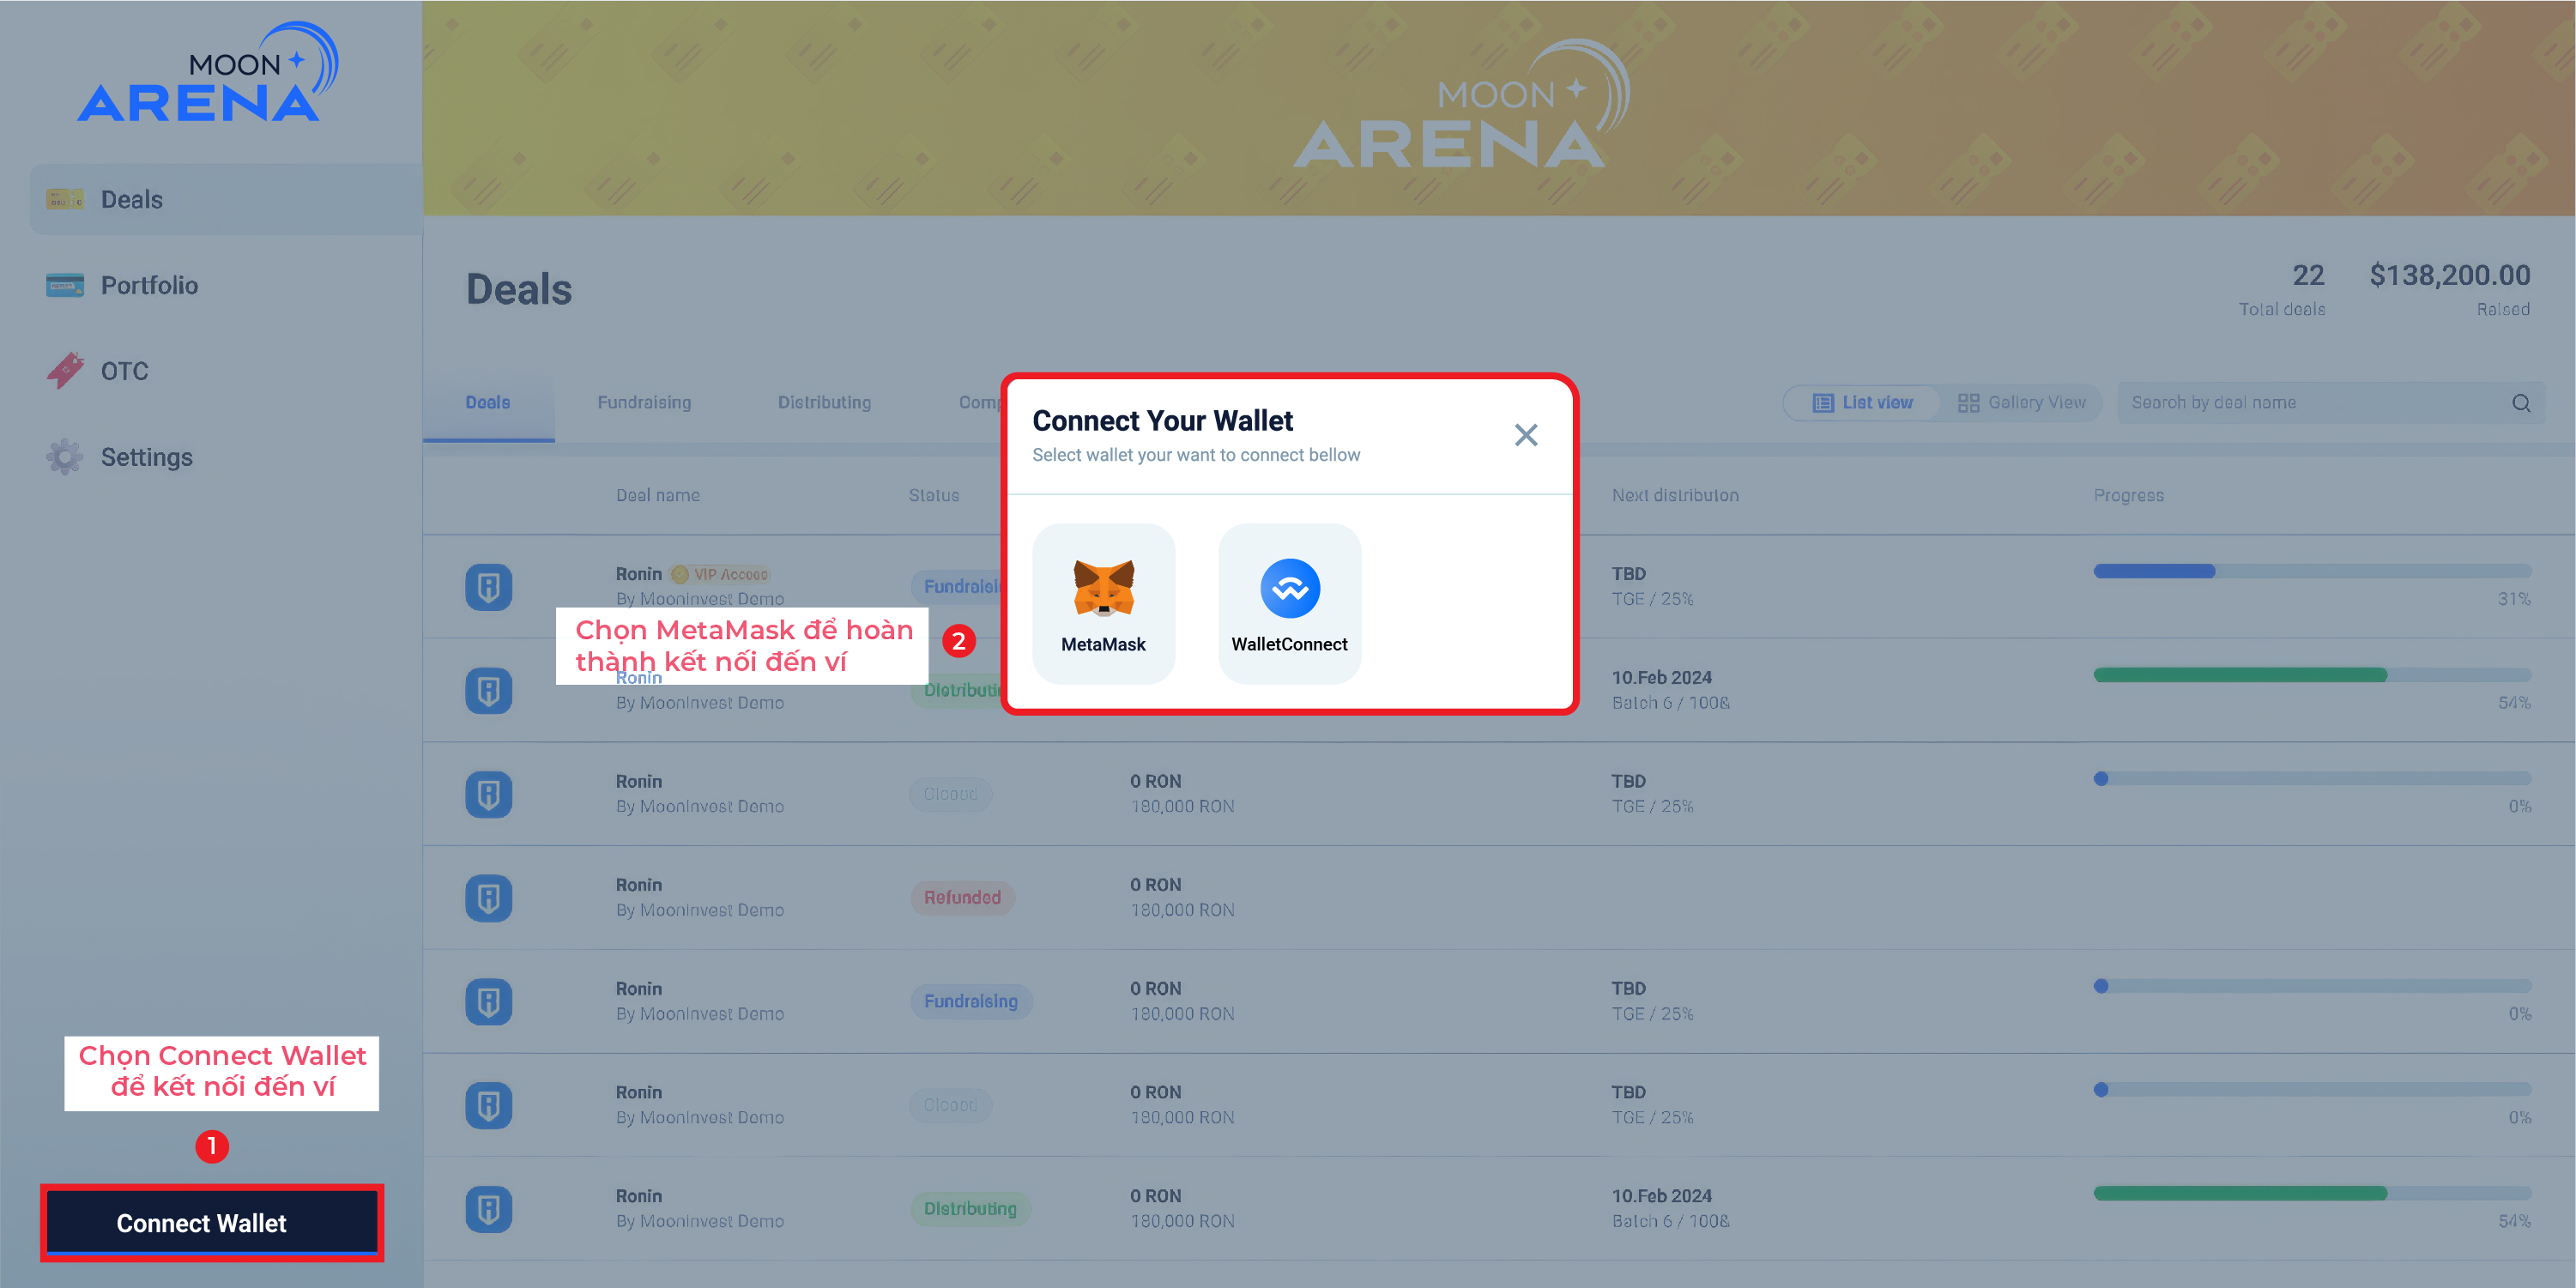 MOON
ARENA
Deals
Portfolio
OTC
Settings
Chọn Connect Wallet
để kết nối đến ví
1
Connect Wallet
MOON
ARENA
Deals
22
Total deals
$138,200.00
Raised
Deals
Fundraising
Distributing
List view
Gallery View
Search by deal name
Deal name
Status
Next distributon
Progress
Connect Your Wallet
Select wallet your want to connect bellow
MetaMask
WalletConnect
Chọn MetaMask để hoàn
thành kết nối đến ví
2
Ronin VIP Access
By MoonInvest Demo
TBD
TGE / 25%
31%
Ronin
By MoonInvest Demo
10.Feb 2024
Batch 6 / 100&
54%
Ronin
By MoonInvest Demo
Closed
0 RON
180,000 RON
TBD
TGE / 25%
0%
Ronin
By MoonInvest Demo
Refunded
0 RON
180,000 RON
Ronin
By MoonInvest Demo
Fundraising
0 RON
180,000 RON
TBD
TGE / 25%
0%
Ronin
By MoonInvest Demo
Closed
0 RON
180,000 RON
TBD
TGE / 25%
0%
Ronin
By MoonInvest Demo
Distributing
0 RON
180,000 RON
10.Feb 2024
Batch 6 / 100&
54%